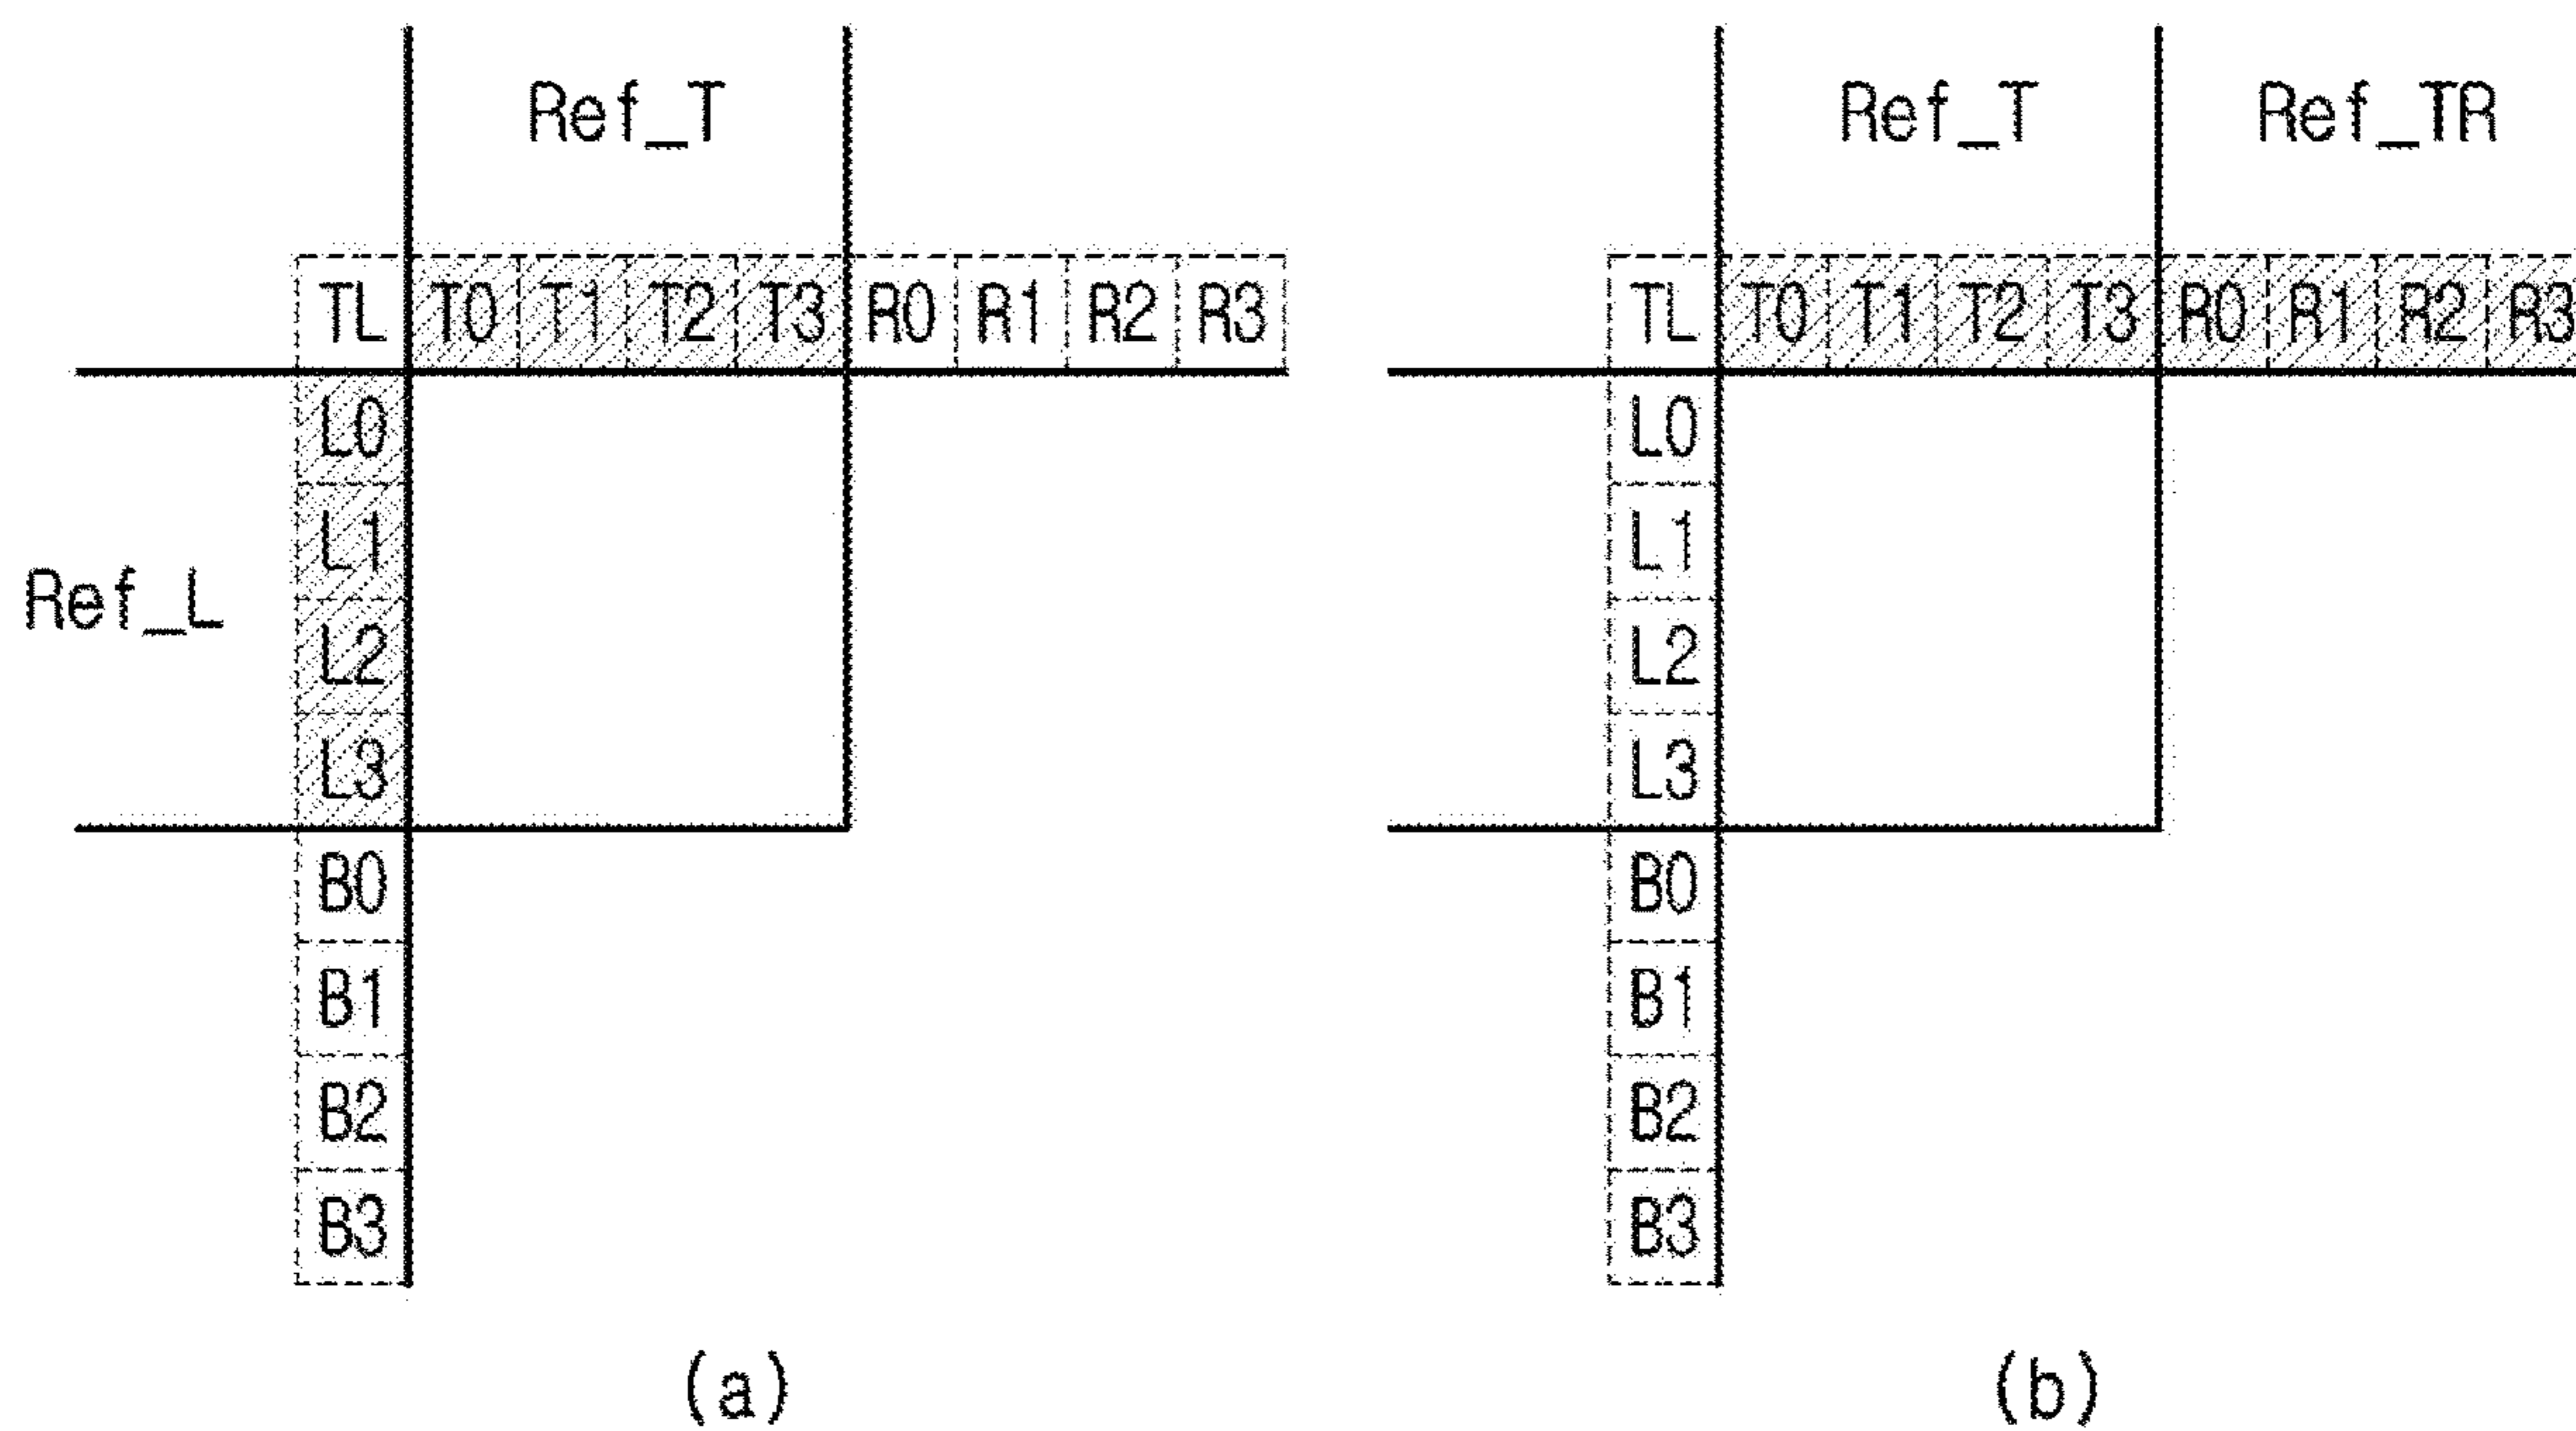 Ref_T
TL T0 T1 T2 T3 R0 R1 R2 R3
L0
L1
Ref_L
L2
L3
B0
B1
B2
B3
(a)
Ref_T Ref_TR
TL T0 T1 T2 T3 R0 R1 R2 R3
L0
L1
L2
L3
B0
B1
B2
B3
(b)